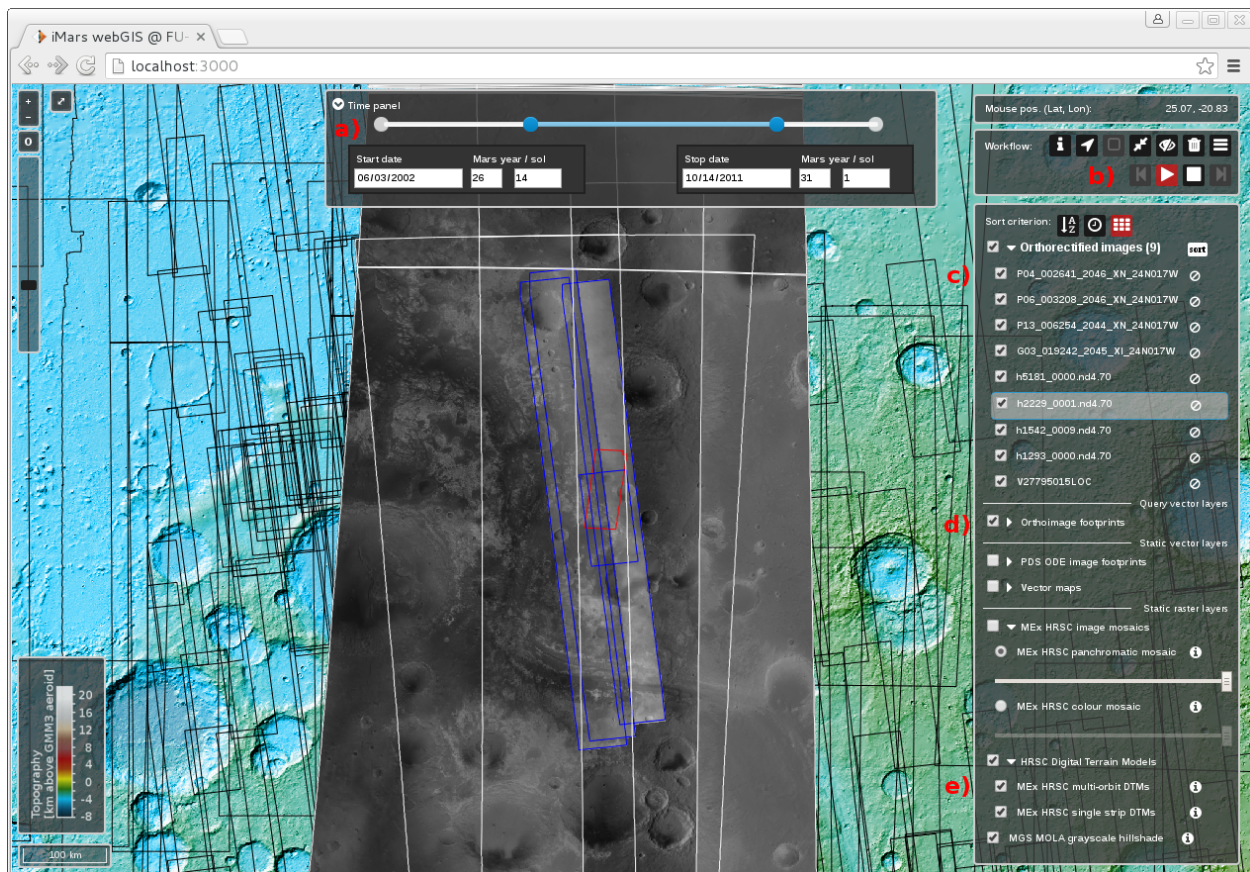 iMars webGIS @ FU-
localhost:3000
+
−
0
Time panel
a)
Start date
Mars year / sol
06/03/2002
26
14
Stop date
Mars year / sol
10/14/2011
31
1
Mouse pos. (Lat, Lon):
25.07, -20.83
Workflow:
b)
Sort criterion:
Orthorectified images (9)
sort
c)
P04_002641_2046_XN_24N017W
P06_003208_2046_XN_24N017W
P13_006254_2044_XN_24N017W
G03_019242_2045_XI_24N017W
h5181_0000.nd4.70
h2229_0001.nd4.70
h1542_0009.nd4.70
h1293_0000.nd4.70
V27795015LOC
Query vector layers
d)
Orthoimage footprints
Static vector layers
PDS ODE image footprints
Vector maps
Static raster layers
MEx HRSC image mosaics
MEx HRSC panchromatic mosaic
MEx HRSC colour mosaic
HRSC Digital Terrain Models
e)
MEx HRSC multi-orbit DTMs
MEx HRSC single strip DTMs
MGS MOLA grayscale hillshade
Topography
[km above GMM3 aeroid]
20
16
12
8
4
0
-4
-8
100 km